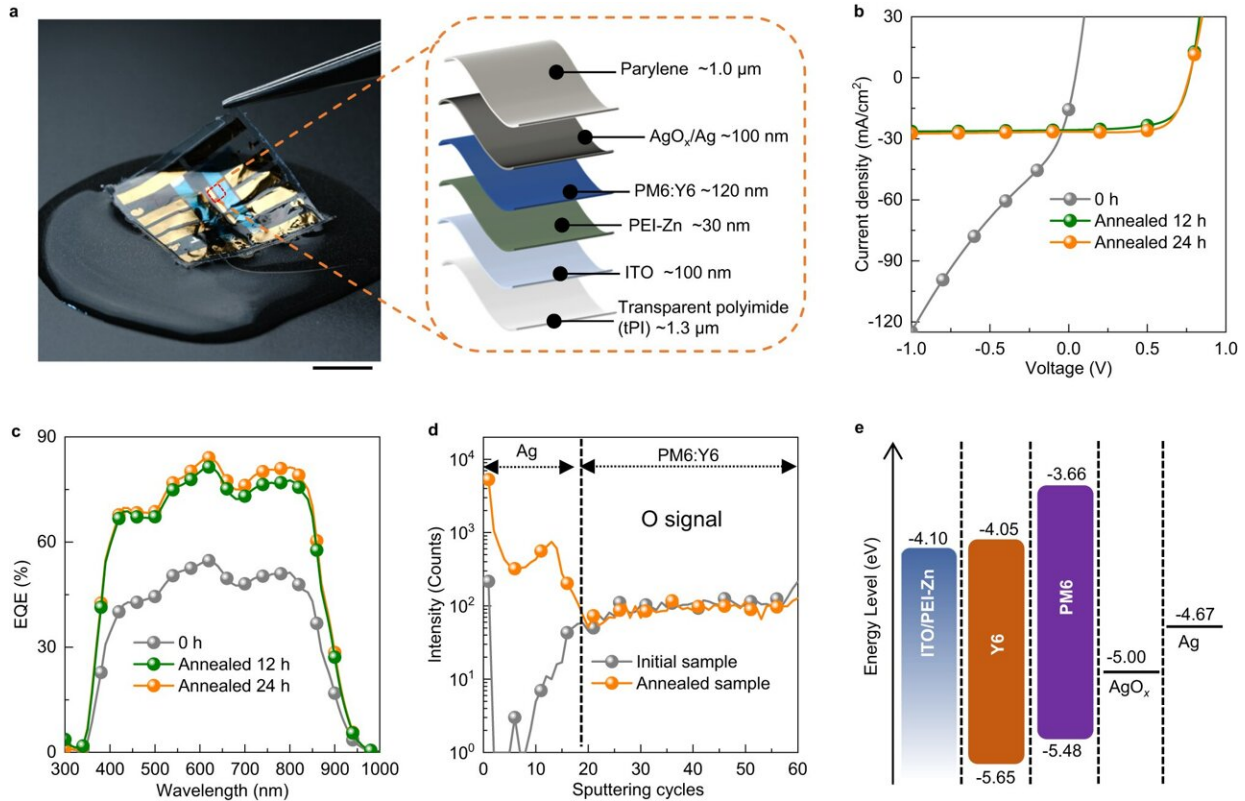 a
Parylene ~1.0 μm
AgOₓ/Ag ~100 nm
PM6:Y6 ~120 nm
PEI-Zn ~30 nm
ITO ~100 nm
Transparent polyimide
(tPI) ~1.3 μm
b
Current density (mA/cm²)
30
0
-30
-60
-90
-120
0 h
Annealed 12 h
Annealed 24 h
-1.0
-0.5
0.0
0.5
1.0
Voltage (V)
c
EQE (%)
90
60
30
0
0 h
Annealed 12 h
Annealed 24 h
300 400 500 600 700 800 900 1000
Wavelength (nm)
d
Intensity (Counts)
10⁴
10³
10²
10¹
10⁰
Ag
PM6:Y6
O signal
Initial sample
Annealed sample
0 10 20 30 40 50 60
Sputtering cycles
e
Energy Level (eV)
-4.10
ITO/PEI-Zn
-4.05
Y6
-5.65
-3.66
PM6
-5.48
-5.00
AgOₓ
-4.67
Ag